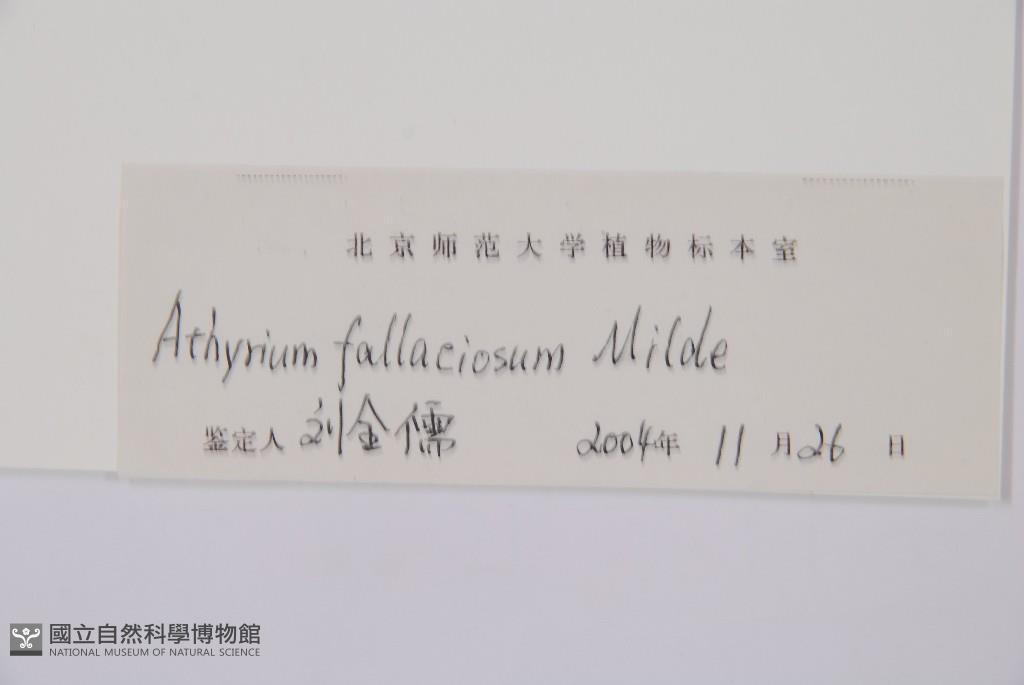 北京师范大学植物标本室
Athyrium fallaciosum Milde
鉴定人 刘全儒 2004年 11 月 26 日
國立自然科學博物館
NATIONAL MUSEUM OF NATURAL SCIENCE